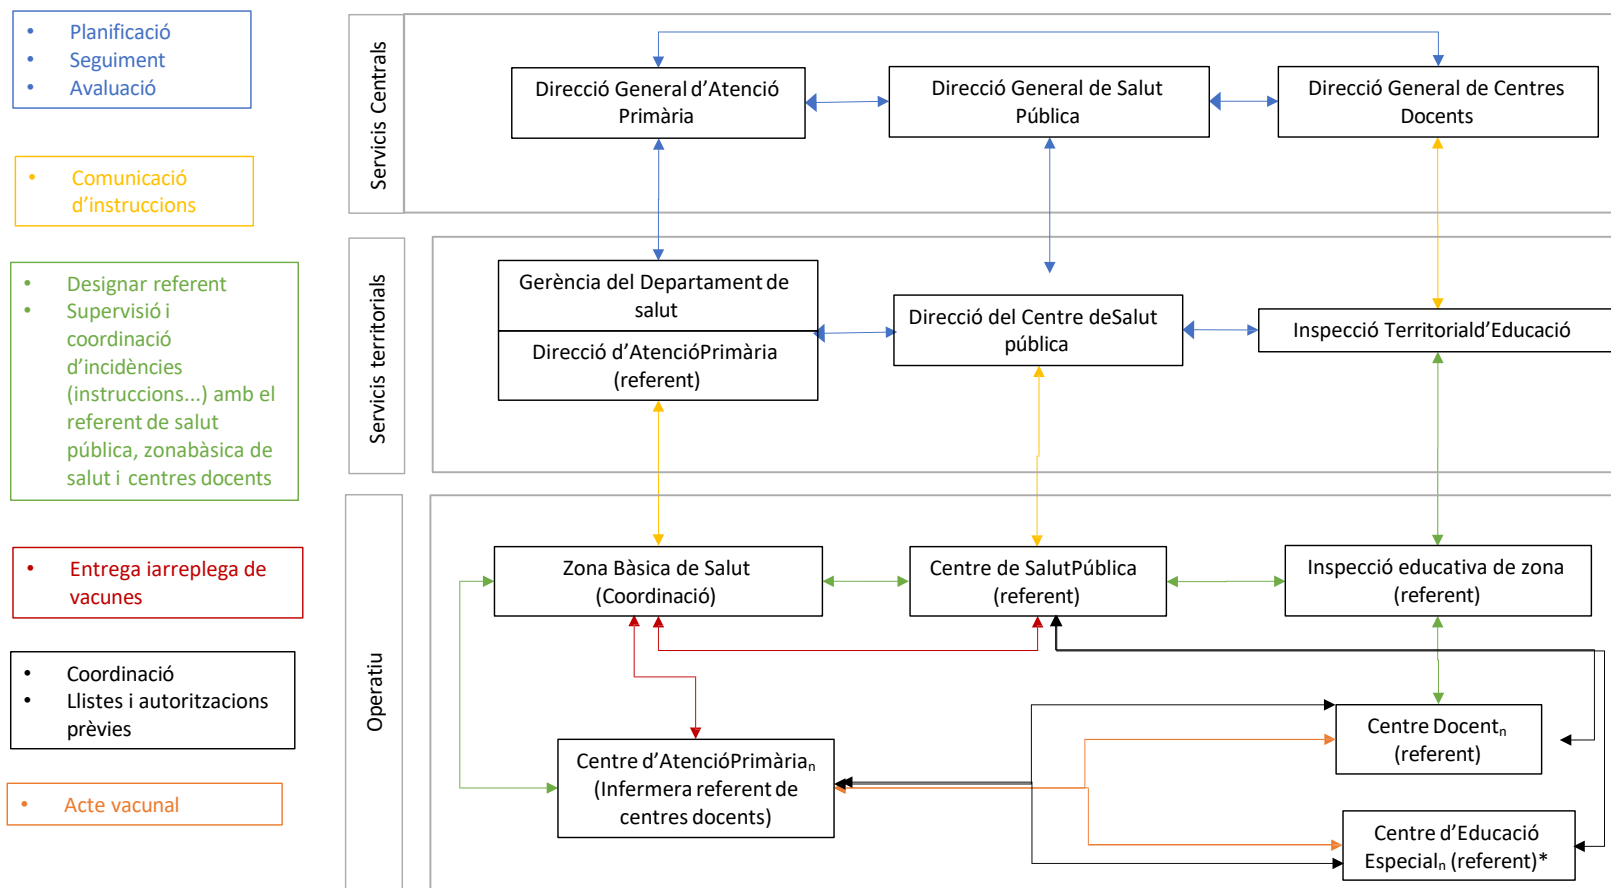 • Planificació
• Seguiment
• Avaluació
• Comunicació
d'instruccions
• Designar referent
• Supervisió i
coordinació
d'incidències
(instruccions...) amb el
referent de salut
pública, zonabàsica de
salut i centres docents
• Entrega iarreplega de
vacunes
• Coordinació
• Llistes i autoritzacions
prèvies
• Acte vacunal
Servicis Centrals
Direcció General d'Atenció
Primària
Direcció General de Salut
Pública
Direcció General de Centres
Docents
Servicis territorials
Gerència del Departament de
salut
Direcció d'AtencióPrimària
(referent)
Direcció del Centre deSalut
pública
Inspecció Territoriald'Educació
Operatiu
Zona Bàsica de Salut
(Coordinació)
Centre de SalutPública
(referent)
Inspecció educativa de zona
(referent)
Centre d'AtencióPrimàriaₙ
(Infermera referent de
centres docents)
Centre Docentₙ
(referent)
Centre d'Educació
Especialₙ (referent)*